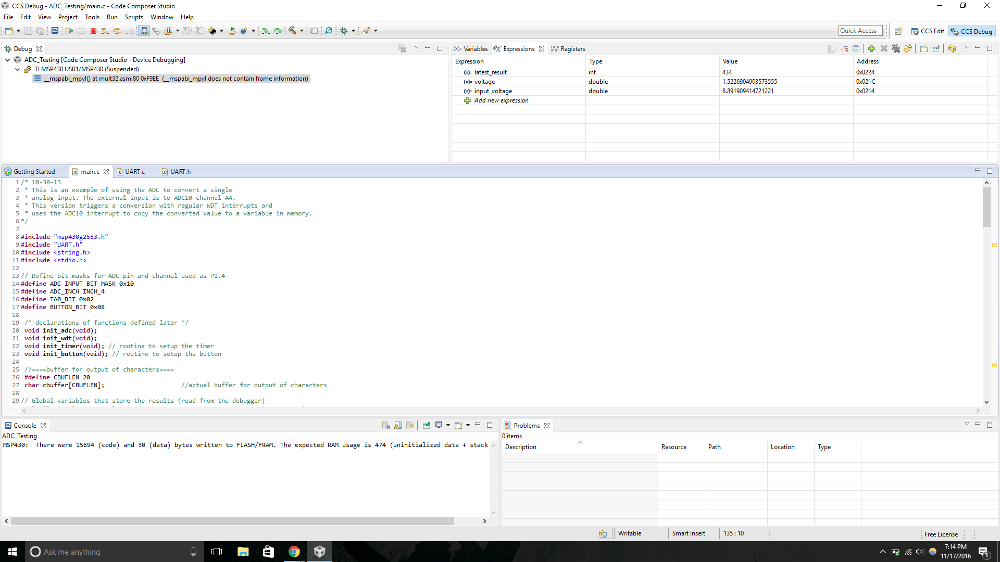 CCS Debug - ADC_Testing/main.c - Code Composer Studio
File Edit View Project Tools Run Scripts Window Help
Quick Access
CCS Edit
CCS Debug
Debug
ADC_Testing [Code Composer Studio - Device Debugging]
TI MSP430 USB1/MSP430 (Suspended)
__mspabi_mpyl() at mult32.asm:80 0xF9EE (__mspabi_mpyl does not contain frame information)
(x)= Variables Expressions Registers
Expression Type Value Address
(x)= latest_result int 434 0x0224
(x)= voltage double 1.5226904903573555 0x021C
(x)= input_voltage double 8.891909414721221 0x0214
Add new expression
Getting Started main.c UART.c UART.h
1 /* 10-30-13
2 * This is an example of using the ADC to convert a single
3 * analog input. The external input is to ADC10 channel A4.
4 * This version triggers a conversion with regular WDT interrupts and
5 * uses the ADC10 interrupt to copy the converted value to a variable in memory.
6 */
7
8 #include "msp430g2553.h"
9 #include "UART.h"
10 #include <string.h>
11 #include <stdio.h>
12
13 // Define bit masks for ADC pin and channel used as P1.4
14 #define ADC_INPUT_BIT_MASK 0x10
15 #define ADC_INCH INCH_4
16 #define TA0_BIT 0x02
17 #define BUTTON_BIT 0x08
18
19 /* declarations of functions defined later */
20 void init_adc(void);
21 void init_wdt(void);
22 void init_timer(void); // routine to setup the timer
23 void init_button(void); // routine to setup the button
24
25 //====buffer for output of characters====
26 #define CBUFLEN 20
27 char cbuffer[CBUFLEN]; //actual buffer for output of characters
28
29 // Global variables that store the results (read from the debugger)
Console
ADC_Testing
MSP430: There were 15694 (code) and 30 (data) bytes written to FLASH/FRAM. The expected RAM usage is 474 (uninitialized data + stack
Problems
0 items
Description Resource Path Location Type
Writable Smart Insert 135 : 10 Free License
Ask me anything
7:14 PM
11/17/2016
1